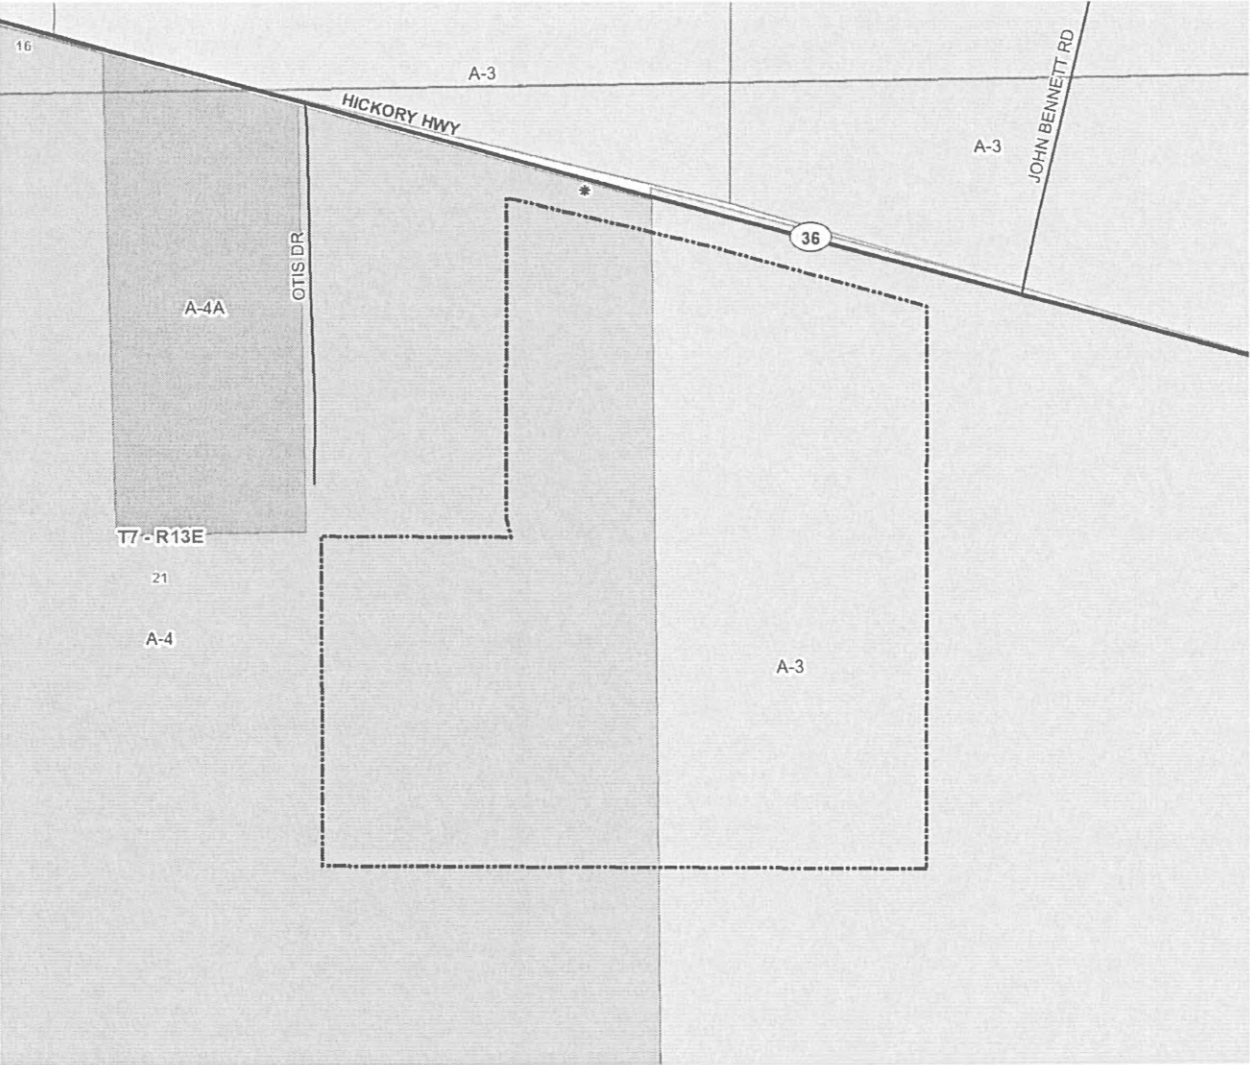 16
A-3
HICKORY HWY
JOHN BENNETT RD
A-3
36
OTIS DR
A-4A
T7 - R13E
21
A-4
A-3